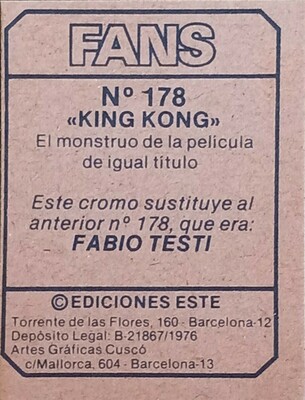 FANS
Nº 178
«KING KONG»
El monstruo de la película
de igual título
Este cromo sustituye al
anterior nº 178, que era:
FABIO TESTI
©EDICIONES ESTE
Torrente de las Flores, 160 - Barcelona-12
Depósito Legal: B-21867/1976
Artes Gráficas Cuscó
c/Mallorca, 604 - Barcelona-13